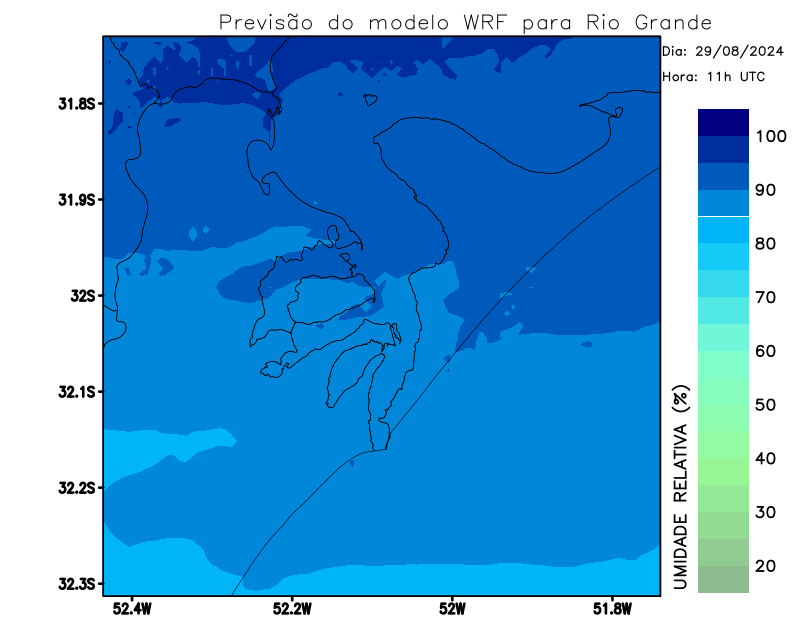 Previsão do modelo WRF para Rio Grande
Dia: 29/08/2024
Hora: 11h UTC
31.8S
31.9S
32S
32.1S
32.2S
32.3S
52.4W
52.2W
52W
51.8W
100
90
80
70
60
50
40
30
20
UMIDADE RELATIVA (%)